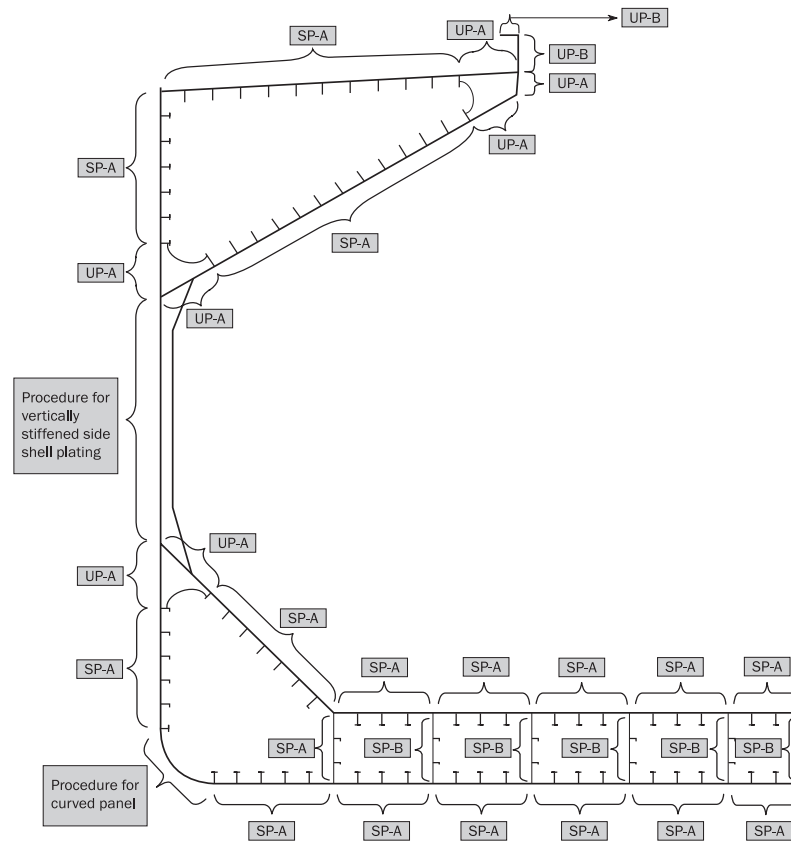 UP-B
UP-A
SP-A
UP-B
UP-A
UP-A
SP-A
SP-A
UP-A
UP-A
Procedure for
vertically
stiffened side
shell plating
UP-A
UP-A
SP-A
SP-A
SP-A
SP-A
SP-A
SP-A
SP-A
SP-A
SP-B
SP-B
SP-B
SP-B
Procedure for
curved panel
SP-A
SP-A
SP-A
SP-A
SP-A
SP-A